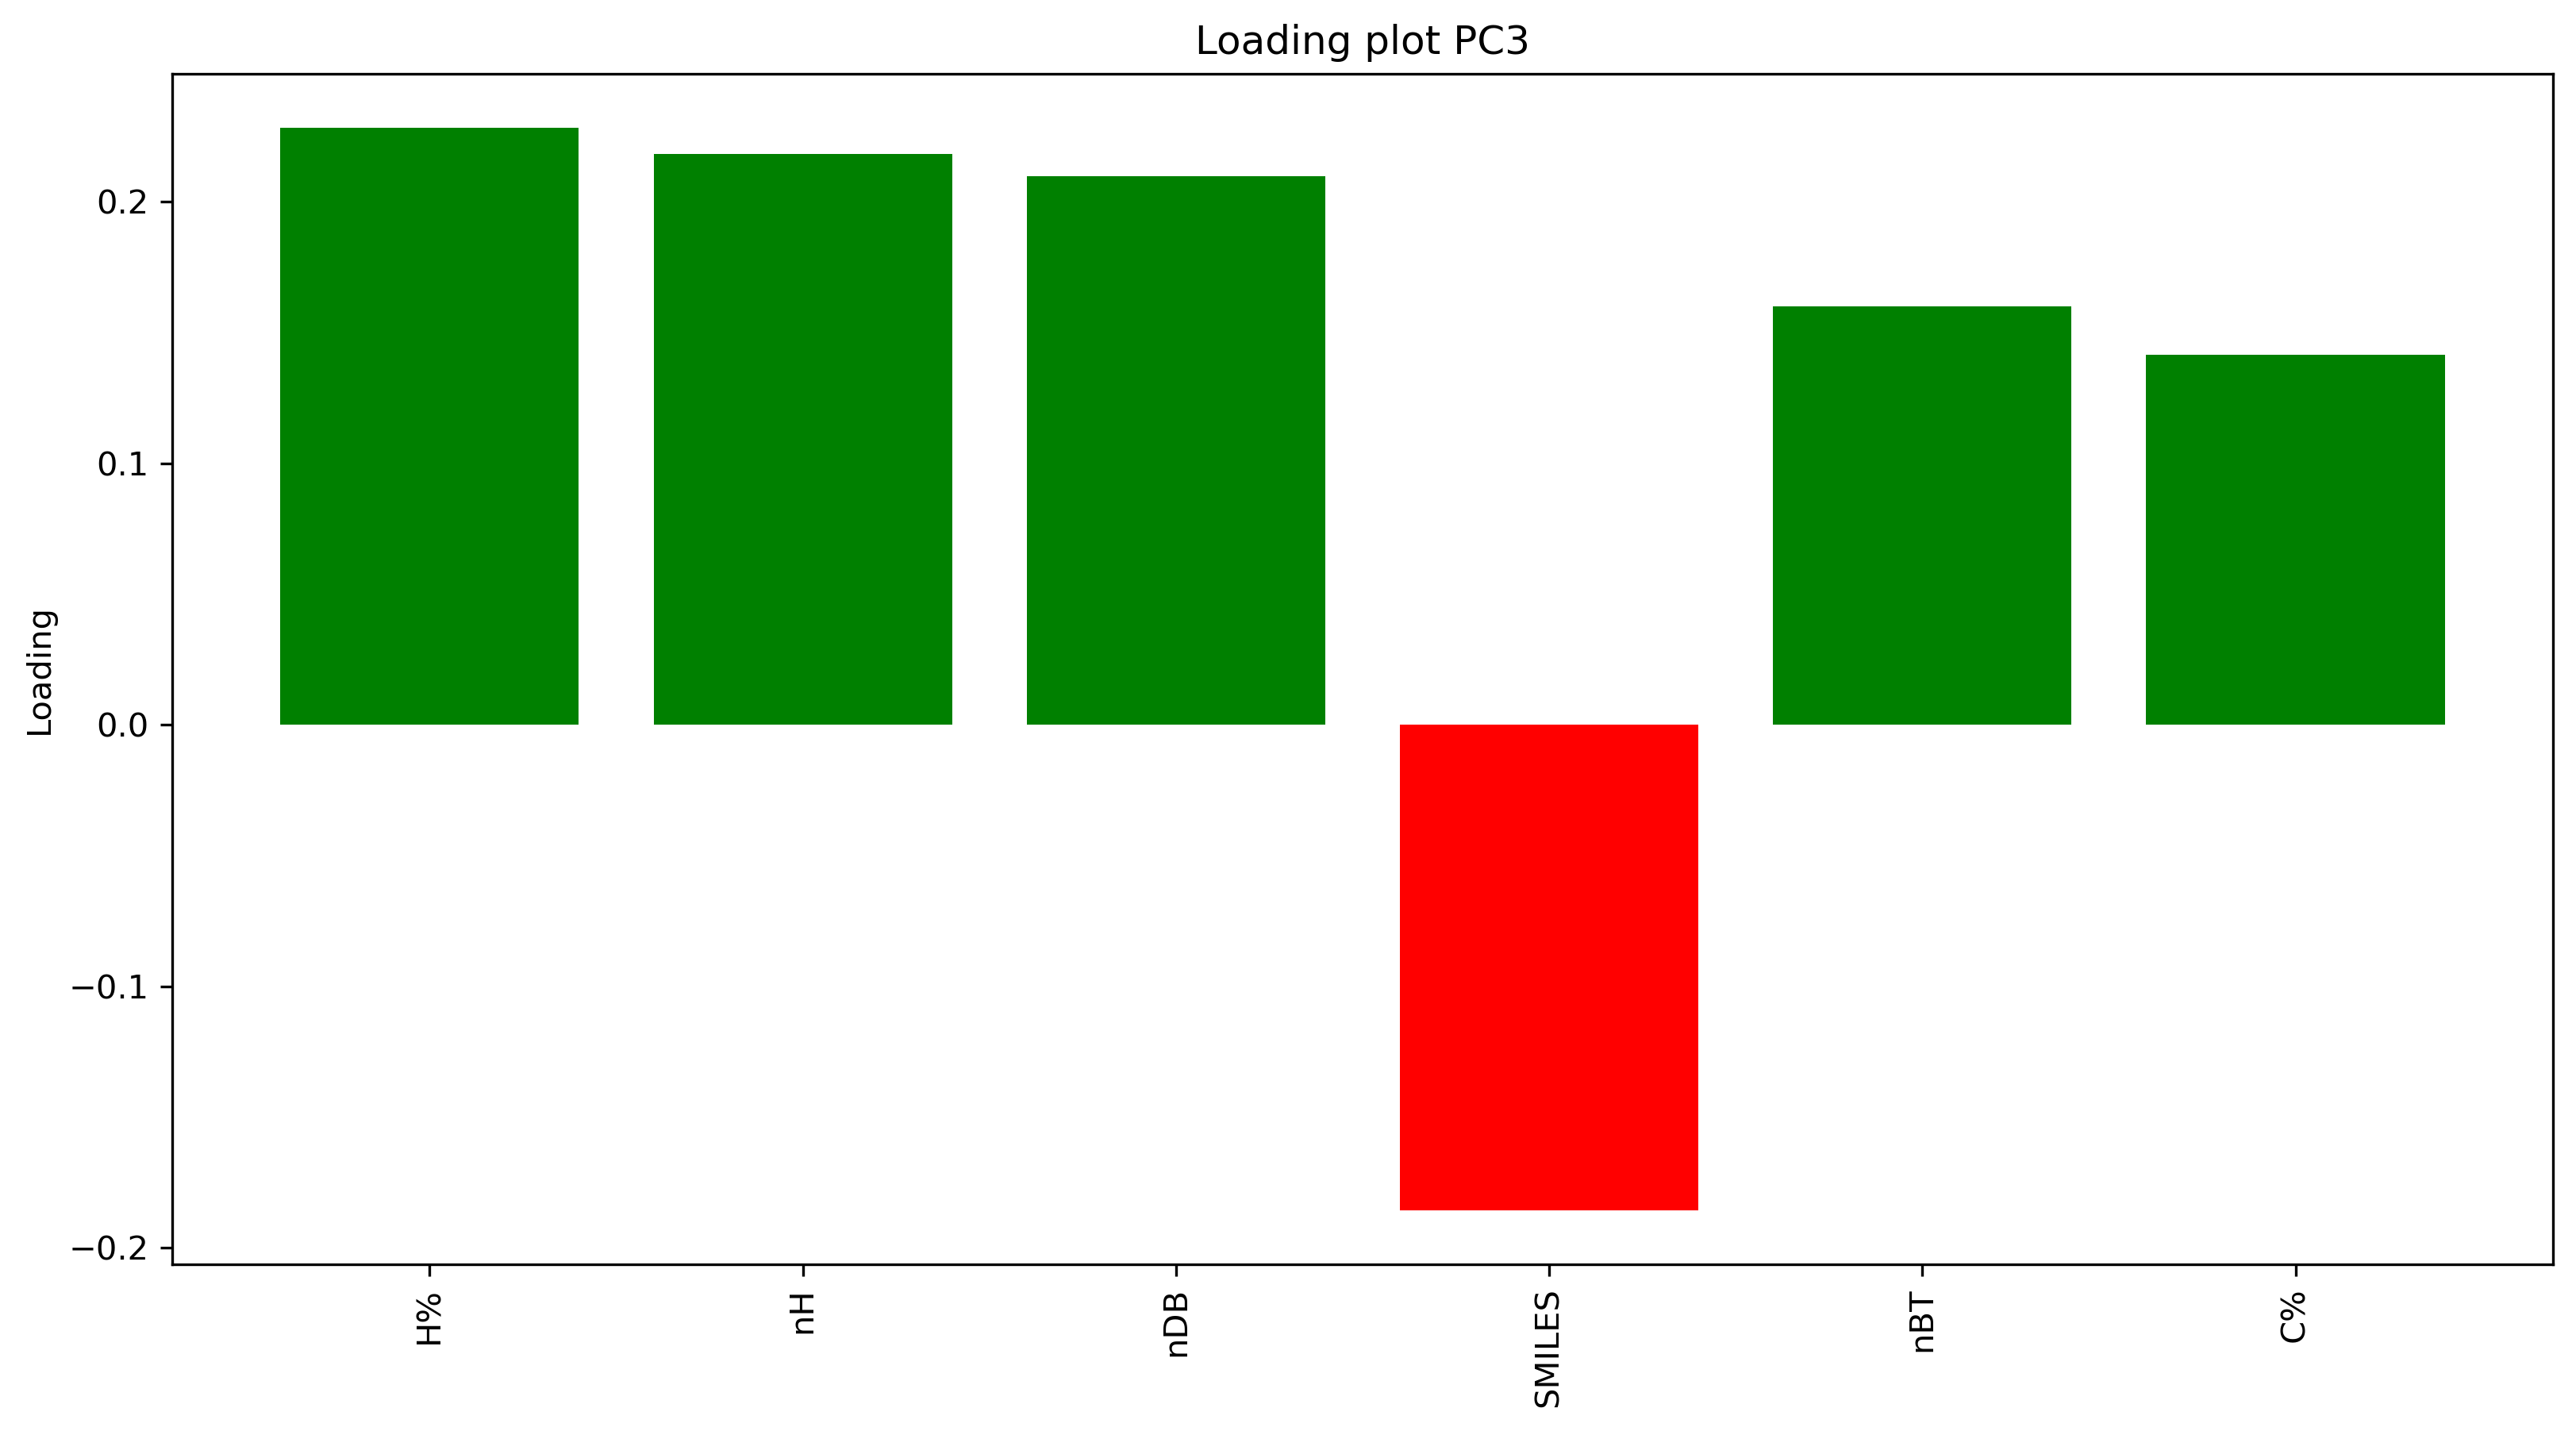 Loading plot PC3
Loading
0.2
0.1
0.0
−0.1
−0.2
H%
nH
nDB
SMILES
nBT
C%